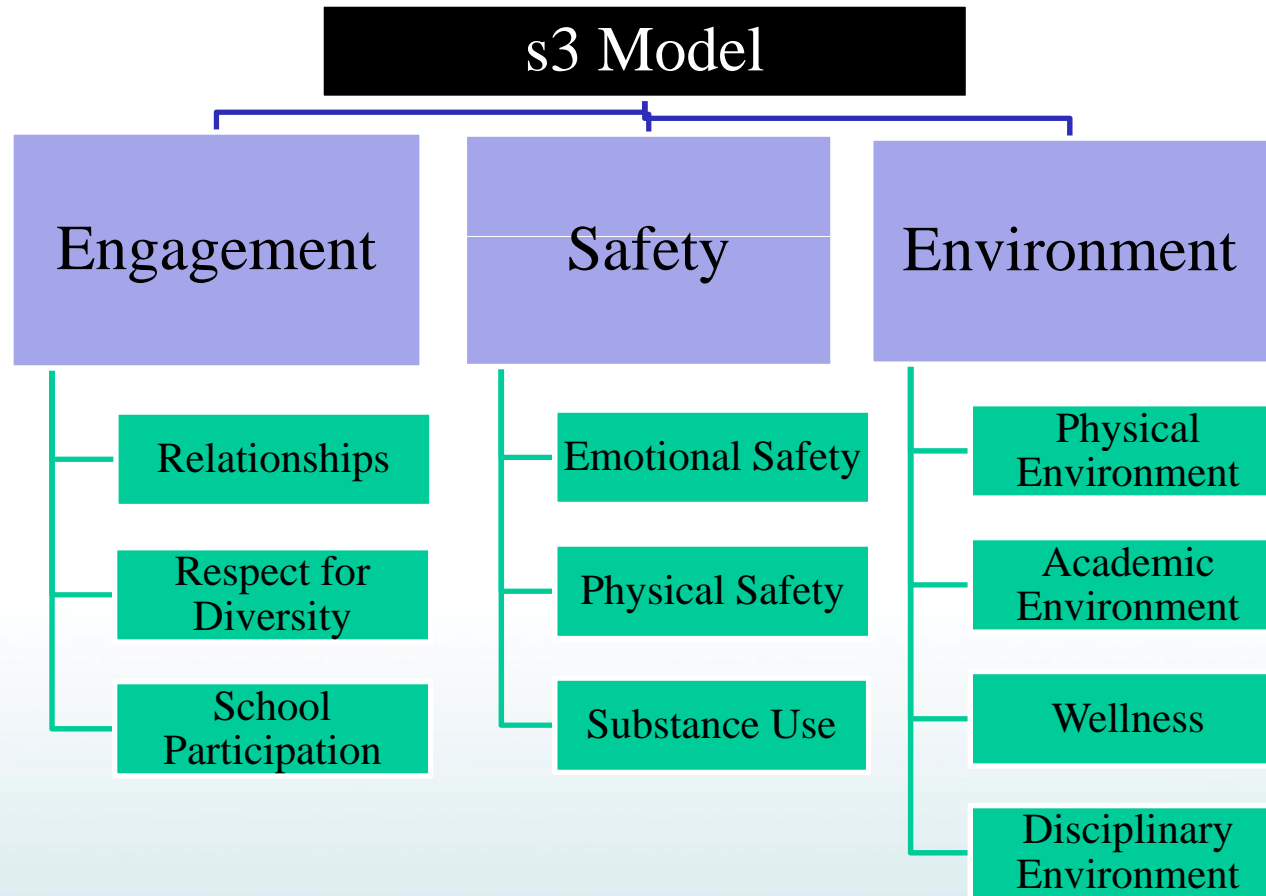 s3 Model
Engagement
Relationships
Respect for
Diversity
School
Participation
Safety
Emotional Safety
Physical Safety
Substance Use
Environment
Physical
Environment
Academic
Environment
Wellness
Disciplinary
Environment